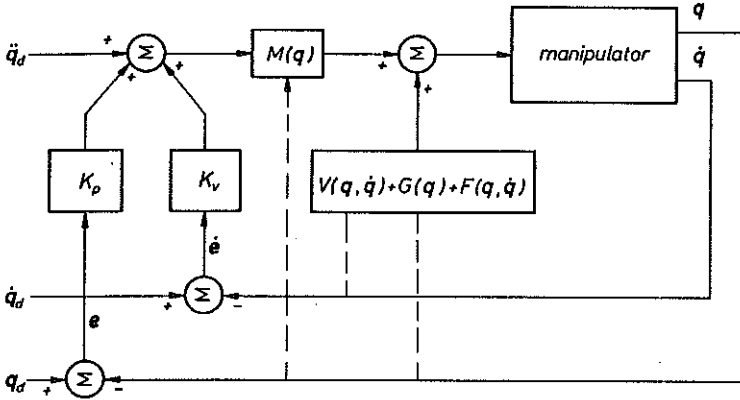 q
q̈d + + Σ + M(q) + Σ manipulator q̇
+ +
Kp Kv V(q,q̇)+G(q)+F(q,q̇)
ė
q̇d + Σ -
e
qd + Σ -